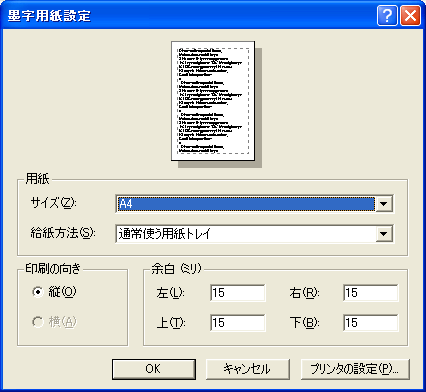 墨字用紙設定
用紙
サイズ(Z):
A4
給紙方法(S):
通常使う用紙トレイ
印刷の向き
縦(O)
横(A)
余白 (ミリ)
左(L): 15 右(R): 15
上(T): 15 下(B): 15
OK キャンセル プリンタの設定(P)...